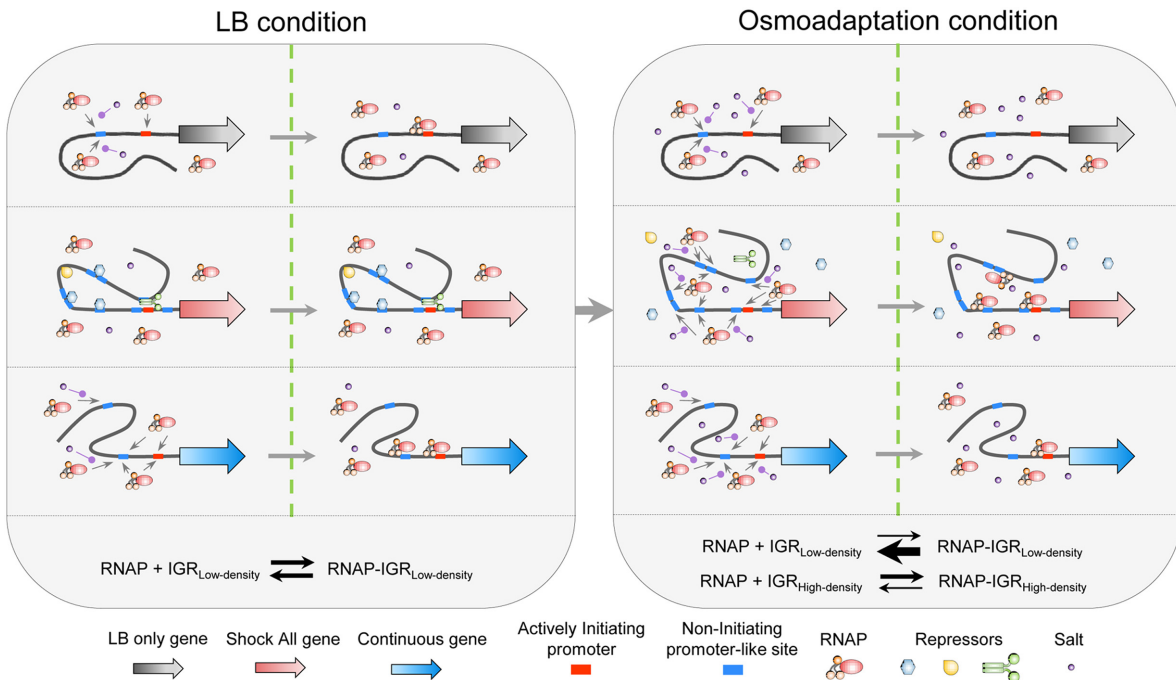 LB condition
Osmoadaptation condition
RNAP + IGRLow-density RNAP-IGRLow-density
RNAP + IGRLow-density RNAP-IGRLow-density
RNAP + IGRHigh-density RNAP-IGRHigh-density
LB only gene
Shock All gene
Continuous gene
Actively Initiating
promoter
Non-Initiating
promoter-like site
RNAP
Repressors
Salt